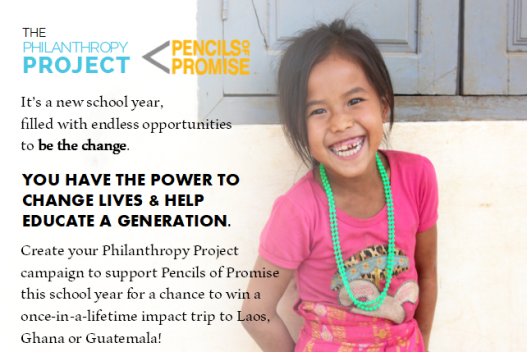 THE
PHILANTHROPY
PROJECT
PENCILS OF
PROMISE
It's a new school year,
filled with endless opportunities
to be the change.
YOU HAVE THE POWER TO
CHANGE LIVES & HELP
EDUCATE A GENERATION.
Create your Philanthropy Project
campaign to support Pencils of Promise
this school year for a chance to win a
once-in-a-lifetime impact trip to Laos,
Ghana or Guatemala!